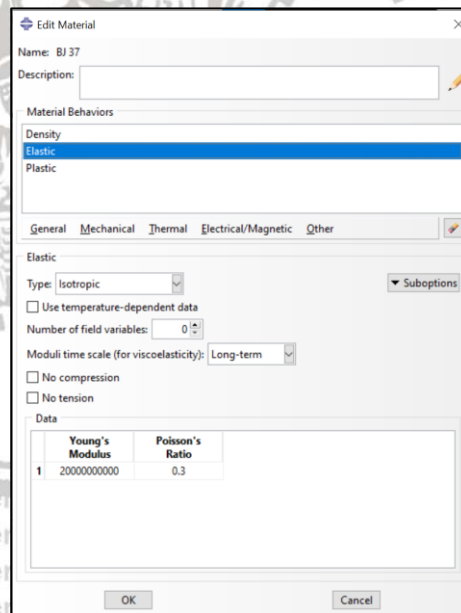 Edit Material
Name: BJ 37
Description:
Material Behaviors
Density
Elastic
Plastic
General Mechanical Thermal Electrical/Magnetic Other
Elastic
Type: Isotropic
Suboptions
Use temperature-dependent data
Number of field variables: 0
Moduli time scale (for viscoelasticity): Long-term
No compression
No tension
Data
Young's Poisson's
Modulus Ratio
1 20000000000 0.3
OK Cancel